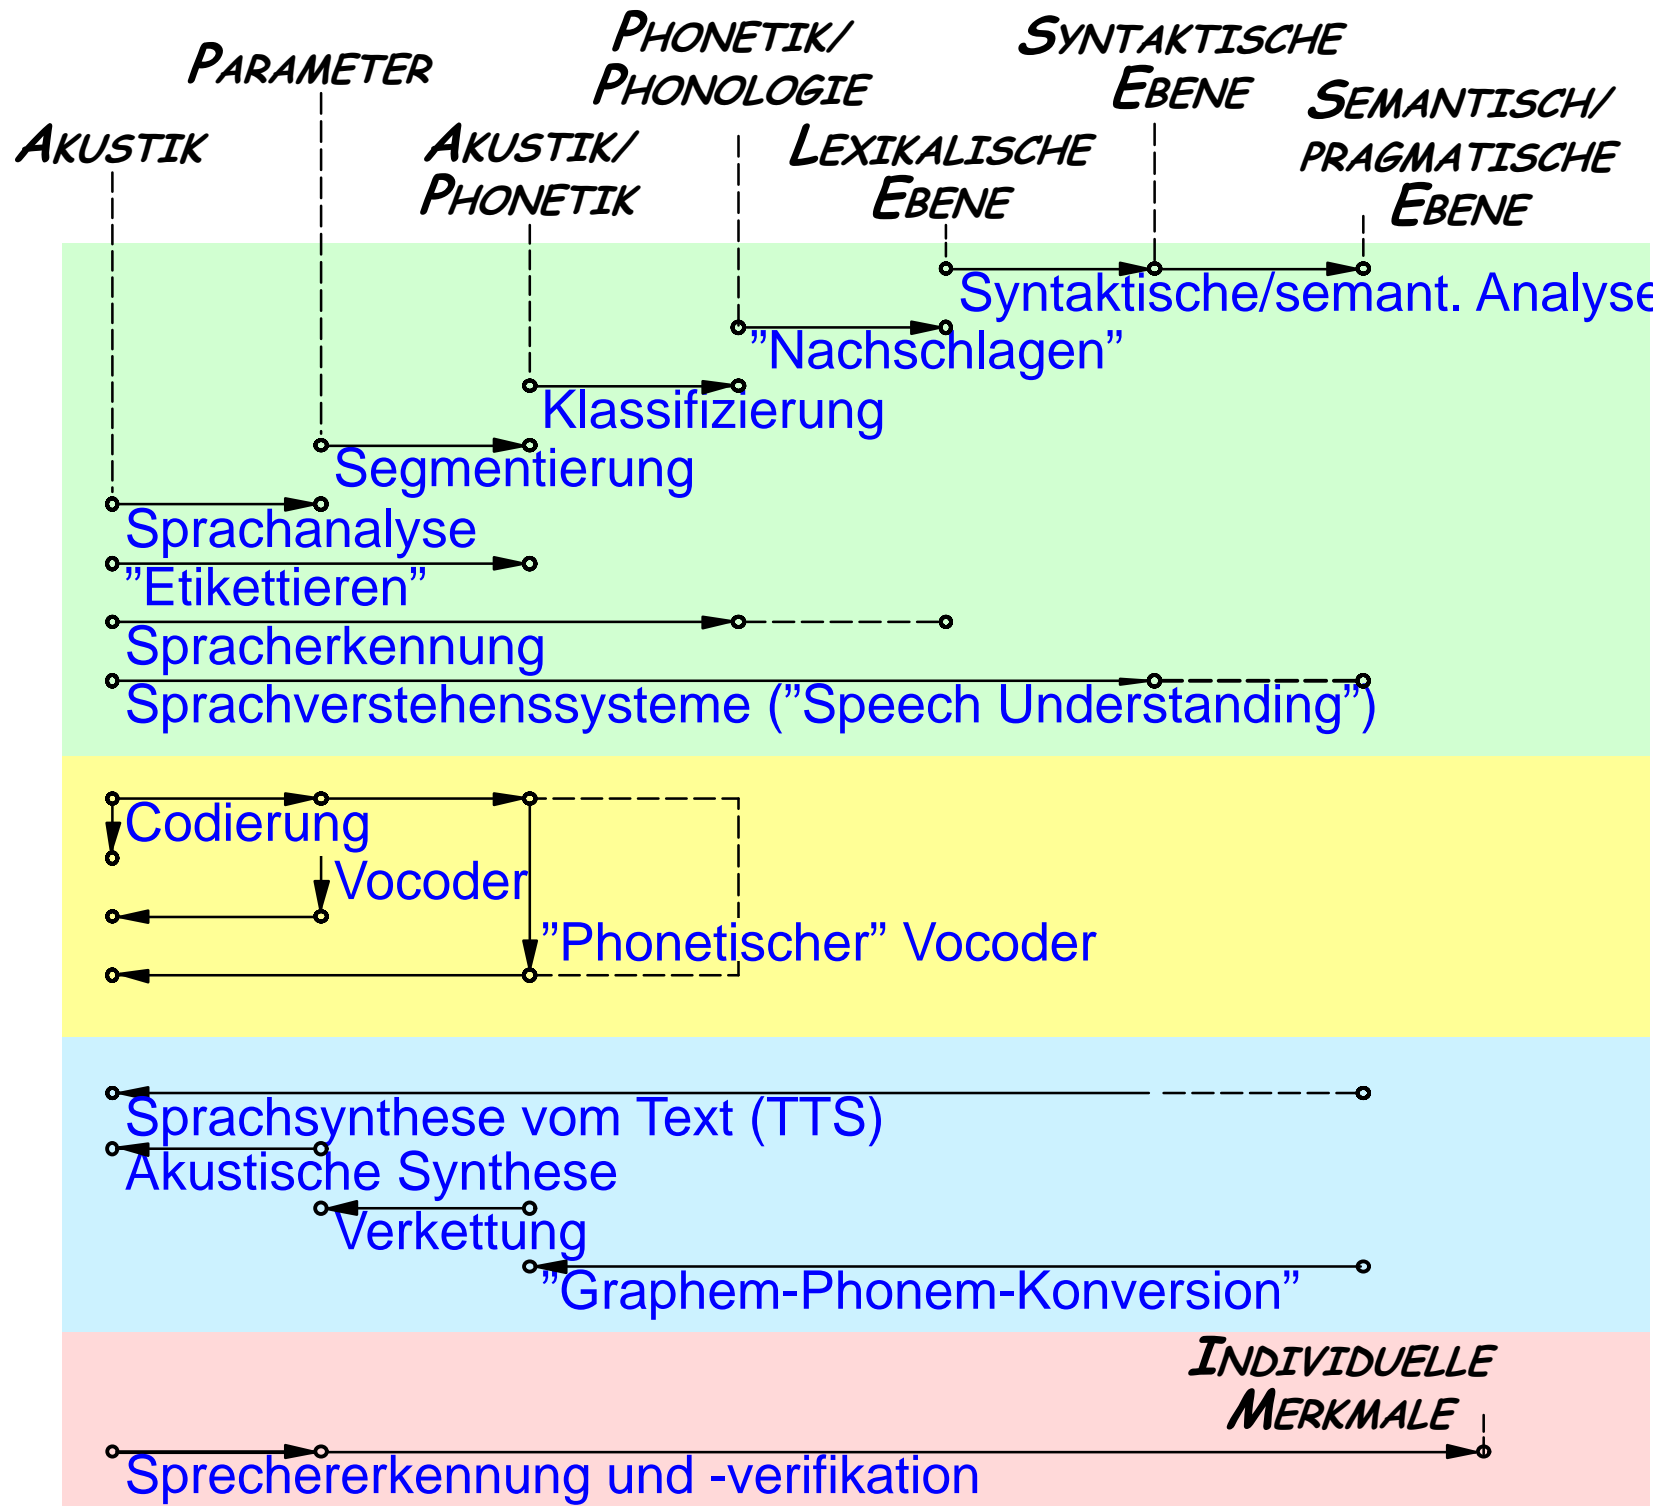 PHONETIK/
PHONOLOGIE
SYNTAKTISCHE
EBENE
PARAMETER
SEMANTISCH/
PRAGMATISCHE
EBENE
AKUSTIK
AKUSTIK/
PHONETIK
LEXIKALISCHE
EBENE
Syntaktische/semant. Analyse
”Nachschlagen”
Klassifizierung
Segmentierung
Sprachanalyse
”Etikettieren”
Spracherkennung
Sprachverstehenssysteme (”Speech Understanding”)
Codierung
Vocoder
”Phonetischer” Vocoder
Sprachsynthese vom Text (TTS)
Akustische Synthese
Verkettung
”Graphem-Phonem-Konversion”
INDIVIDUELLE
MERKMALE
Sprechererkennung und -verifikation